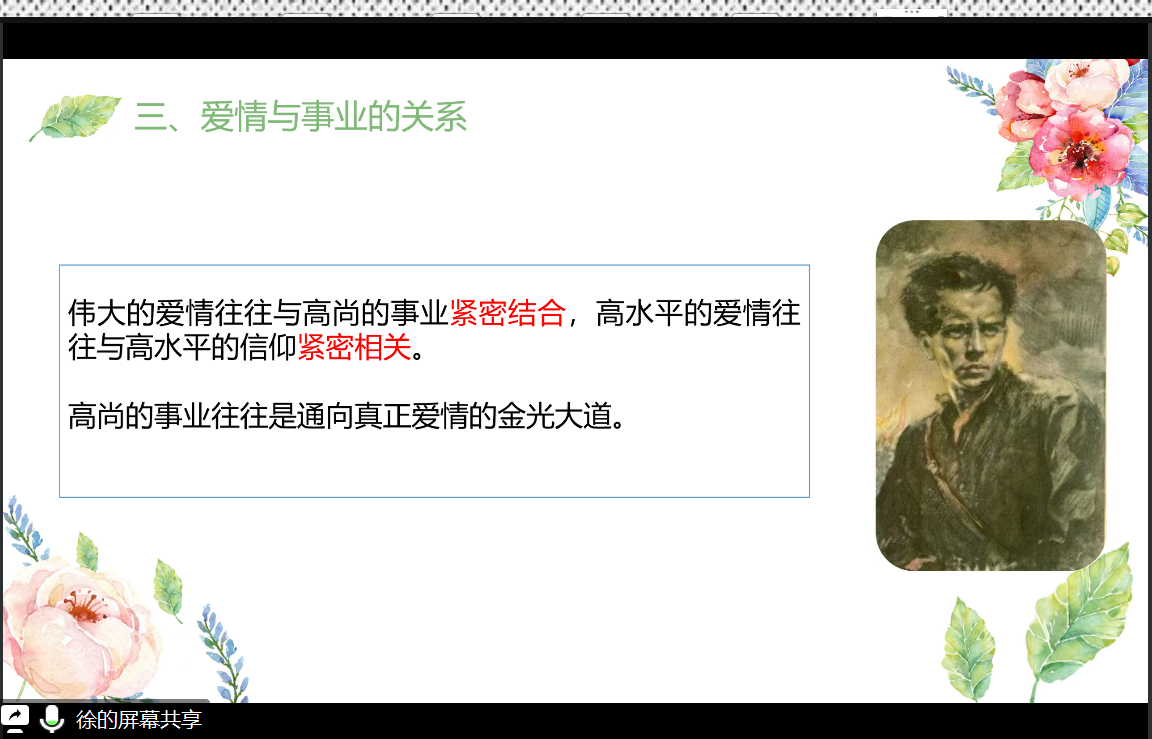 三、爱情与事业的关系
伟大的爱情往往与高尚的事业紧密结合，高水平的爱情往
往与高水平的信仰紧密相关。
高尚的事业往往是通向真正爱情的金光大道。
徐的屏幕共享